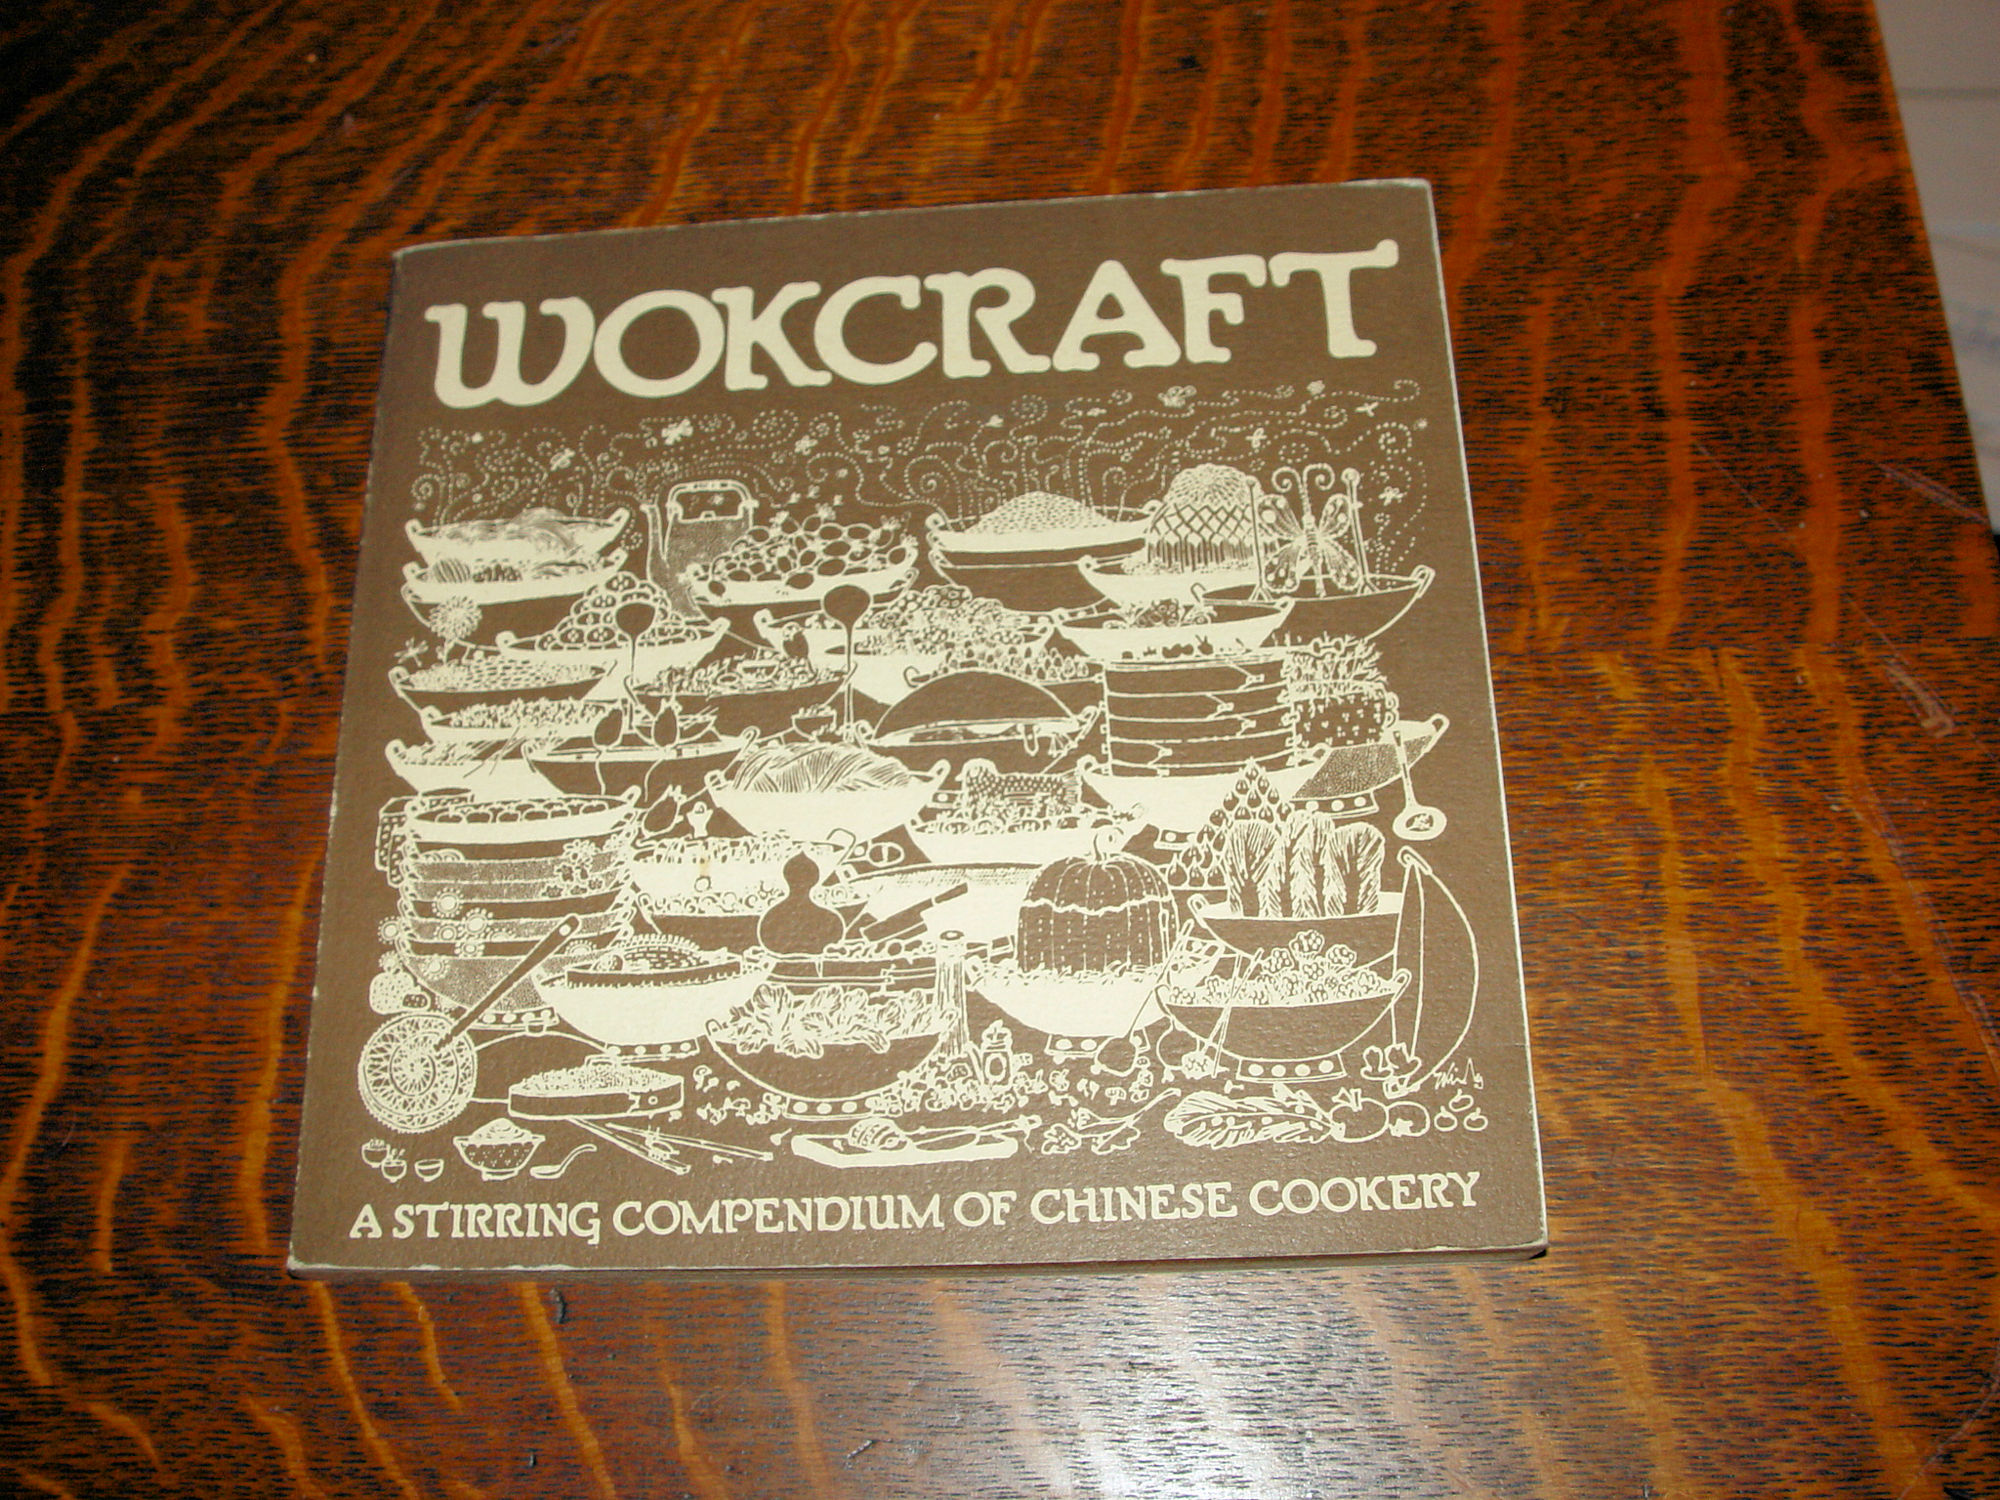 WOKCRAFT
A STIRRING COMPENDIUM OF CHINESE COOKERY